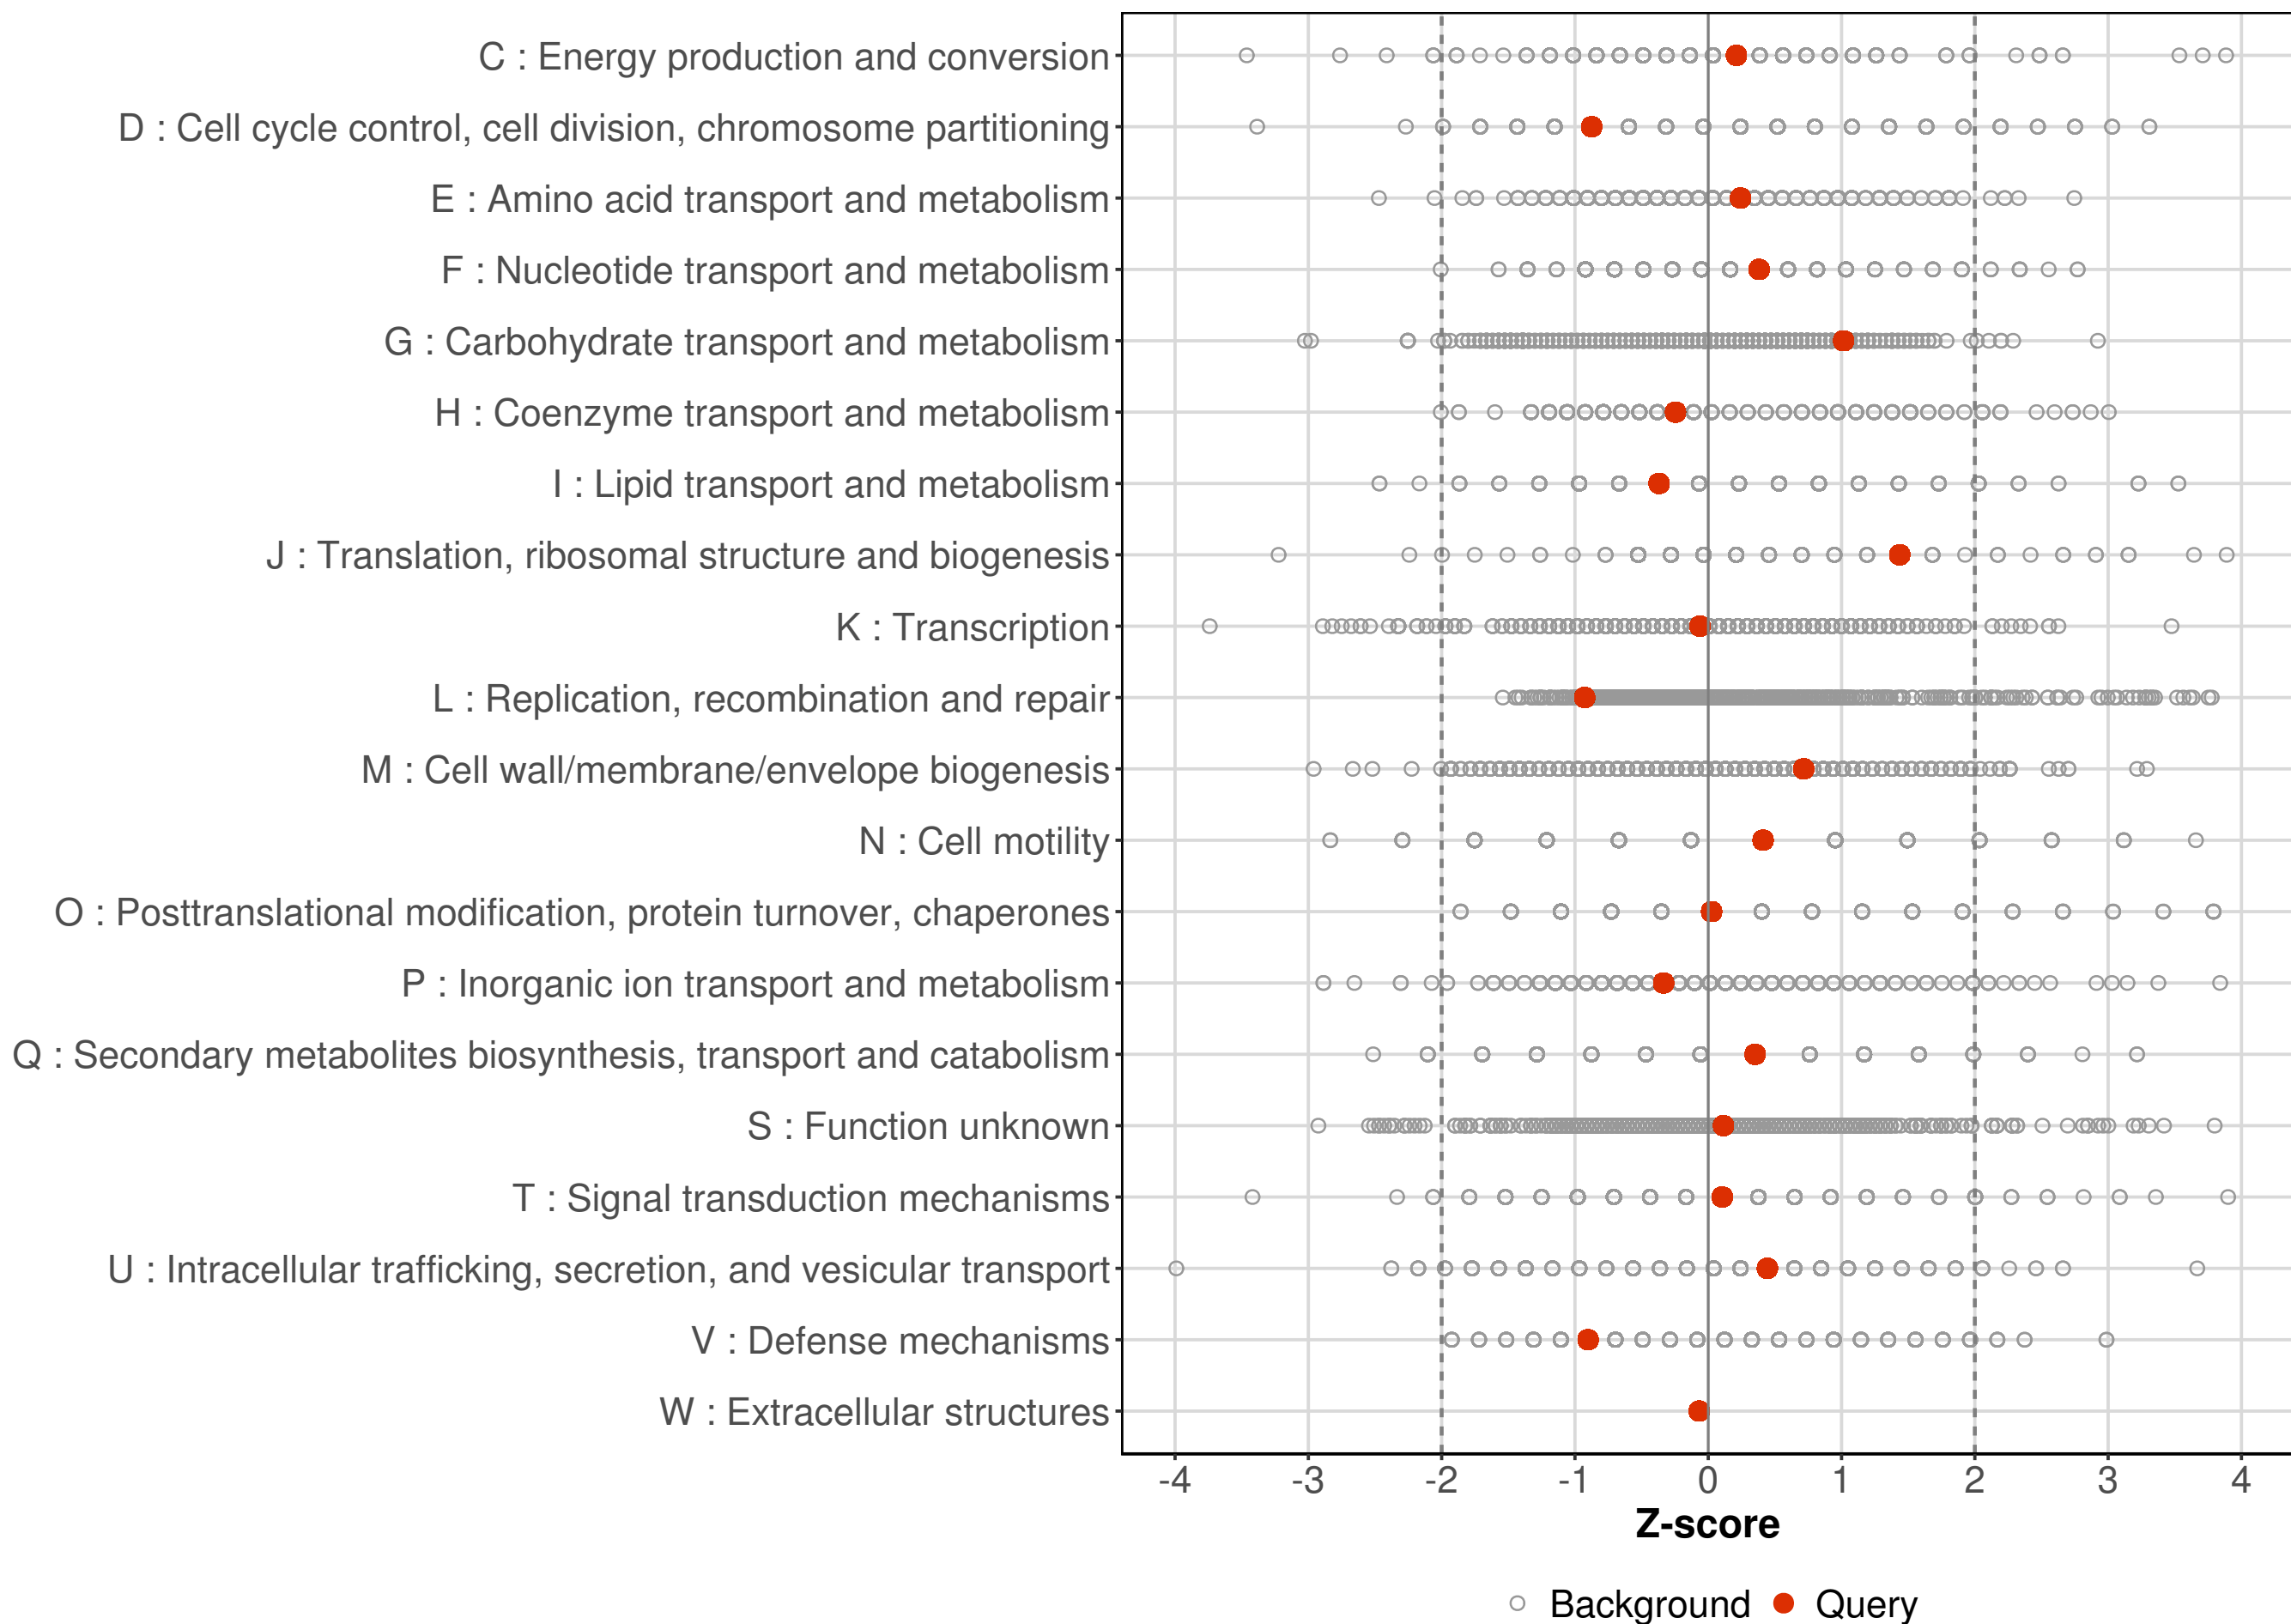 C : Energy production and conversion
D : Cell cycle control, cell division, chromosome partitioning
E : Amino acid transport and metabolism
F : Nucleotide transport and metabolism
G : Carbohydrate transport and metabolism
H : Coenzyme transport and metabolism
I : Lipid transport and metabolism
J : Translation, ribosomal structure and biogenesis
K : Transcription
L : Replication, recombination and repair
M : Cell wall/membrane/envelope biogenesis
N : Cell motility
O : Posttranslational modification, protein turnover, chaperones
P : Inorganic ion transport and metabolism
Q : Secondary metabolites biosynthesis, transport and catabolism
S : Function unknown
T : Signal transduction mechanisms
U : Intracellular trafficking, secretion, and vesicular transport
V : Defense mechanisms
W : Extracellular structures
-4 -3 -2 -1 0 1 2 3 4
Z-score
Background Query